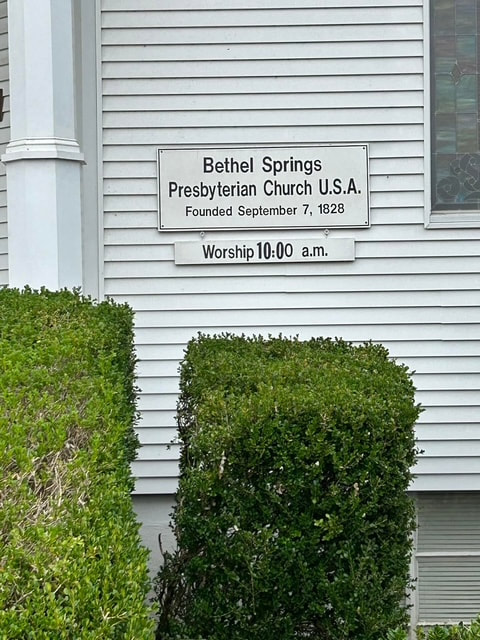 Bethel Springs
Presbyterian Church U.S.A.
Founded September 7, 1828
Worship 10:00 a.m.